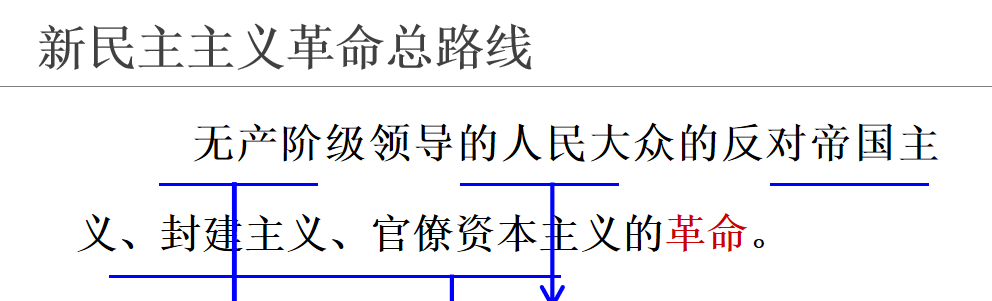 新民主主义革命总路线
无产阶级领导的人民大众的反对帝国主
义、封建主义、官僚资本主义的革命。